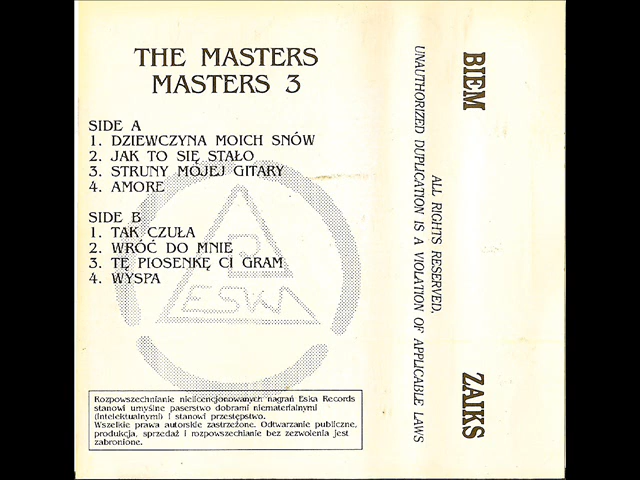 THE MASTERS
MASTERS 3
SIDE A
1. DZIEWCZYNA MOICH SNÓW
2. JAK TO SIĘ STAŁO
3. STRUNY MOJEJ GITARY
4. AMORE
SIDE B
1. TAK CZUŁA
2. WRÓĆ DO MNIE
3. TĘ PIOSENKĘ CI GRAM
4. WYSPA
ESKA
Rozpowszechnianie nielicencjonowanych nagrań Eska Records
stanowi umyślne paserstwo dobrami niematerialnymi
(intelektualnymi) i stanowi przestępstwo.
Wszelkie prawa autorskie zastrzeżone. Odtwarzanie publiczne,
produkcja, sprzedaż i rozpowszechianie bez zezwolenia jest
zabronione.
UNAUTHORIZED DUPLICATION IS A VIOLATION OF APPLICABLE LAWS
ALL RIGHTS RESERVED.
BIEM
ZAIKS